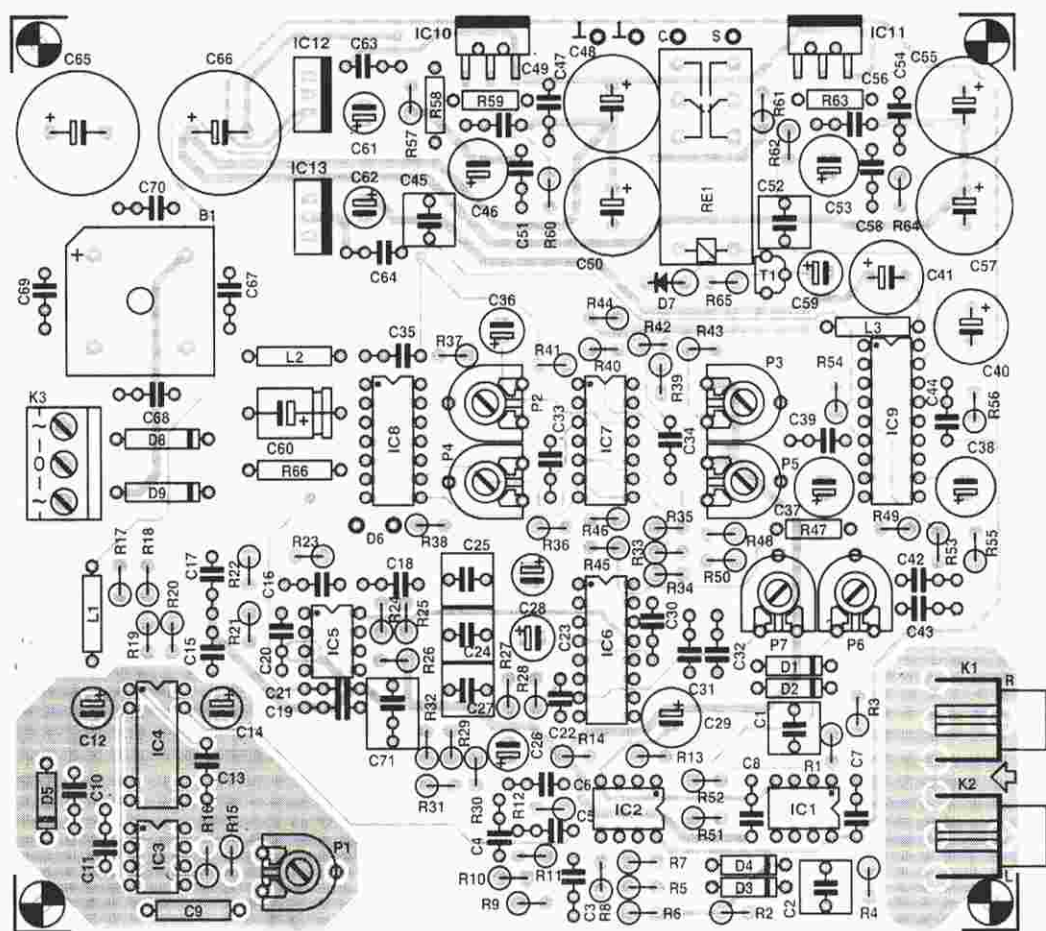 C65
C66
IC12
C63
IC10
C49
C47
C48
C
S
IC11
C55
C54
C56
R57
R58
R59
R61
R62
R63
C61
IC13
C62
C45
C46
C51
R60
C50
RE1
C52
C53
C58
R64
C57
C70
B1
C69
C67
C64
D7
R65
T1
C59
C41
C36
R44
R42
R43
L3
C40
L2
C35
R37
R41
R40
R39
P3
R54
K3
C68
D8
C60
P2
C33
IC7
C34
C39
IC9
C44
R56
~
O
~
D9
R66
IC8
P4
P5
C38
C37
R47
R49
D6
R38
R36
R46
R35
R48
R53
R55
R17
R18
R23
C25
R45
R33
R34
R50
C17
R22
C16
C18
C28
C42
C43
L1
R20
R19
R21
C15
C20
IC5
R24
R25
C24
C23
IC6
C30
C32
P7
P6
R26
R27
R28
C21
C19
C27
C22
C31
D1
D2
K1
R
C12
IC4
C14
C71
R32
R29
C26
R14
C29
R13
C1
R1
R3
C7
C13
R31
R30
R12
C6
C5
IC2
R52
R51
C8
IC1
K2
D5
C10
C11
IC3
R16
R15
P1
C4
R10
R11
R9
C3
R8
R7
R5
R6
D4
D3
R2
C2
R4
L
C9